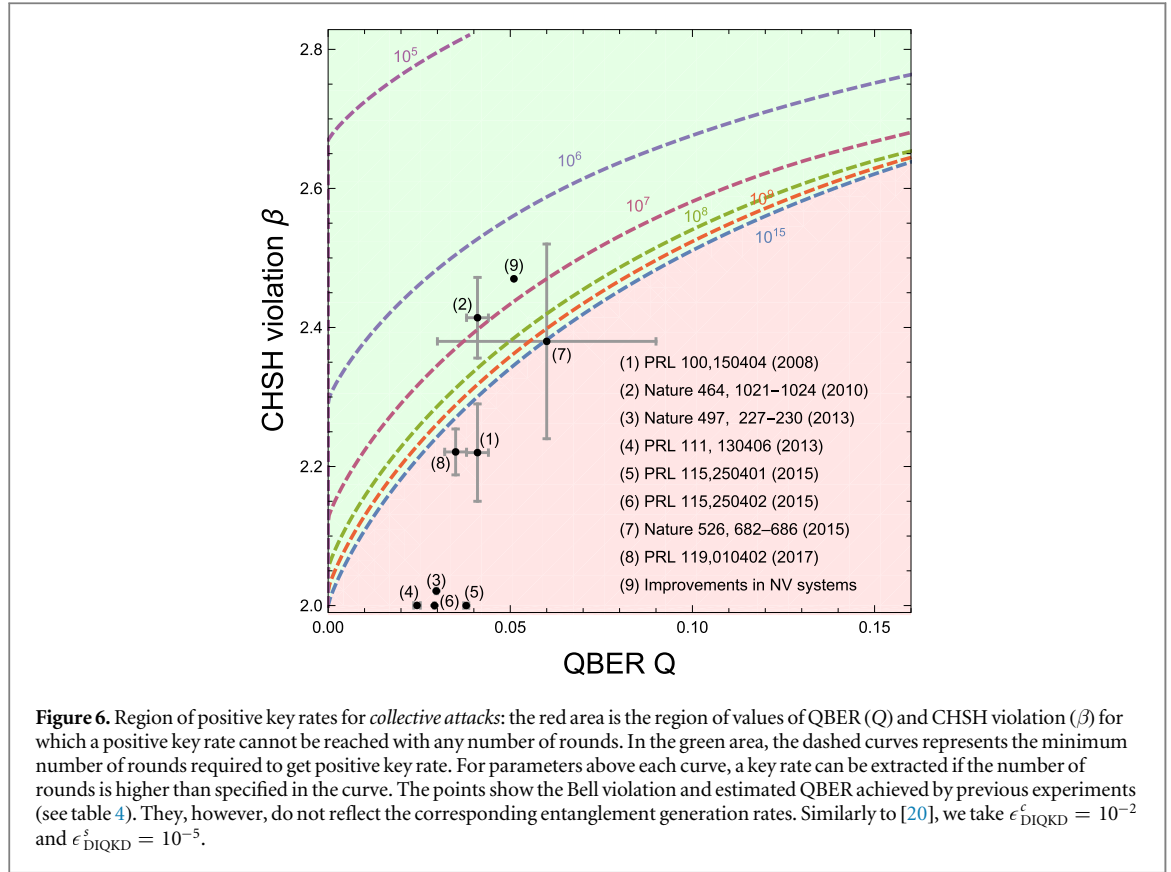 2.8
2.6
2.4
2.2
2.0
CHSH violation β
10⁵
10⁶
10⁷
10⁸
10⁹
10¹⁵
(9)
(2)
(7)
(1)
(8)
(3)
(4)
(6)
(5)
(1) PRL 100,150404 (2008)
(2) Nature 464, 1021–1024 (2010)
(3) Nature 497, 227–230 (2013)
(4) PRL 111, 130406 (2013)
(5) PRL 115,250401 (2015)
(6) PRL 115,250402 (2015)
(7) Nature 526, 682–686 (2015)
(8) PRL 119,010402 (2017)
(9) Improvements in NV systems
0.00 0.05 0.10 0.15
QBER Q
Figure 6. Region of positive key rates for collective attacks: the red area is the region of values of QBER (Q) and CHSH violation (β) for
which a positive key rate cannot be reached with any number of rounds. In the green area, the dashed curves represents the minimum
number of rounds required to get positive key rate. For parameters above each curve, a key rate can be extracted if the number of
rounds is higher than specified in the curve. The points show the Bell violation and estimated QBER achieved by previous experiments
(see table 4). They, however, do not reflect the corresponding entanglement generation rates. Similarly to [20], we take ϵᶜ_DIQKD = 10⁻²
and ϵˢ_DIQKD = 10⁻⁵.